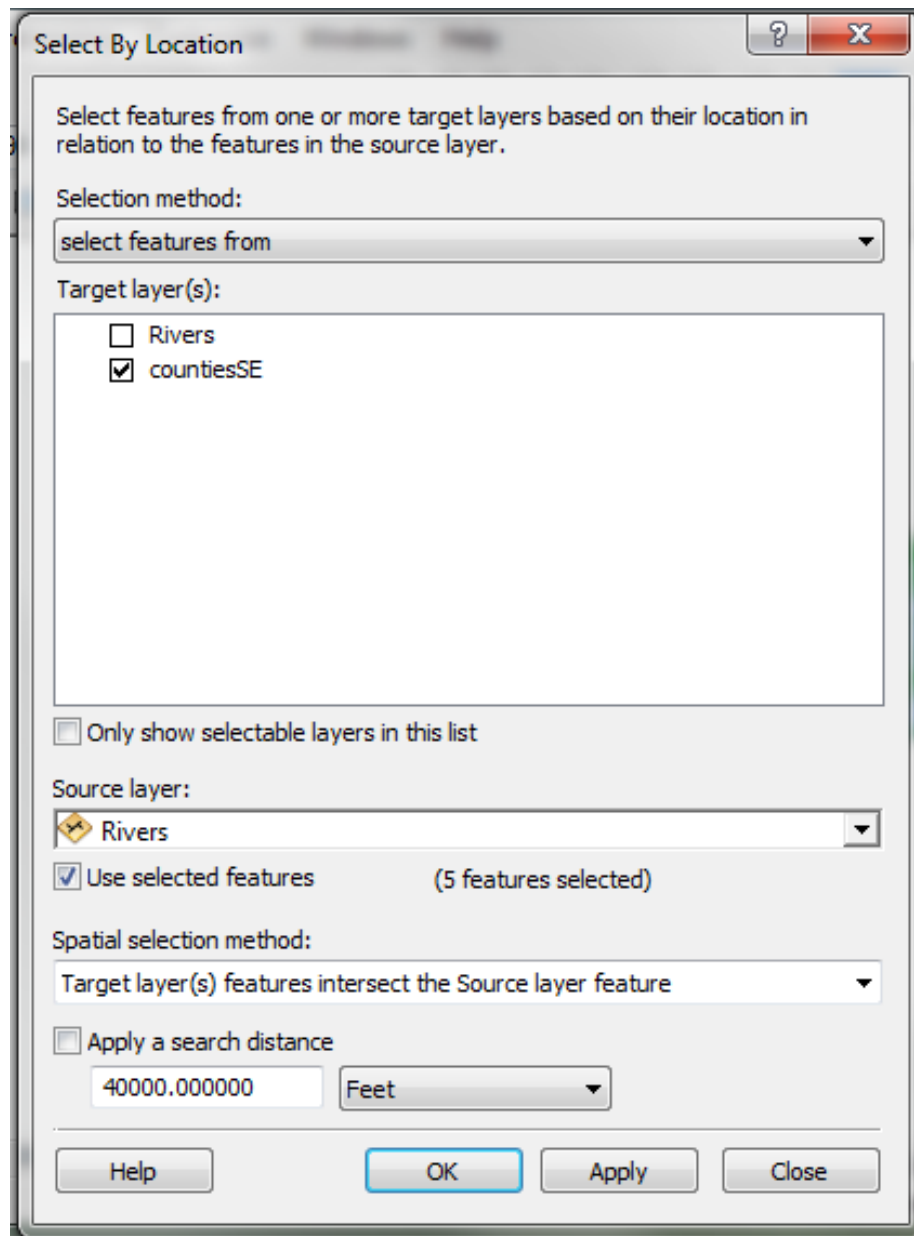 Select By Location
Select features from one or more target layers based on their location in
relation to the features in the source layer.
Selection method:
select features from
Target layer(s):
Rivers
countiesSE
Only show selectable layers in this list
Source layer:
Rivers
Use selected features (5 features selected)
Spatial selection method:
Target layer(s) features intersect the Source layer feature
Apply a search distance
40000.000000 Feet
Help OK Apply Close